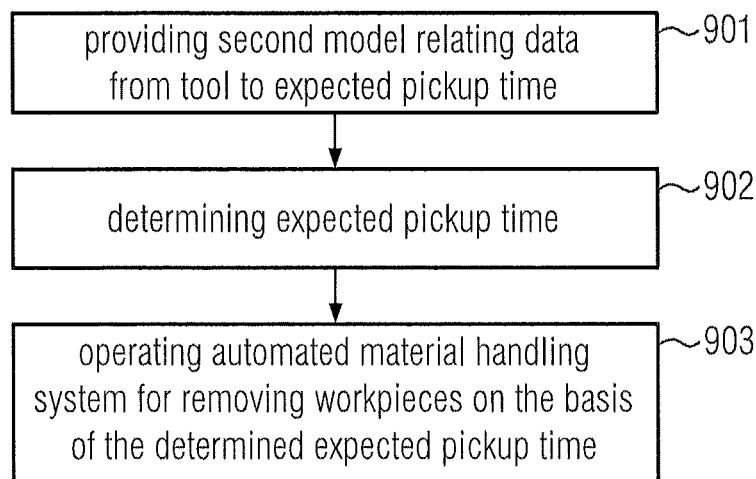 providing second model relating data
from tool to expected pickup time
901
determining expected pickup time
902
operating automated material handling
system for removing workpieces on the basis
of the determined expected pickup time
903